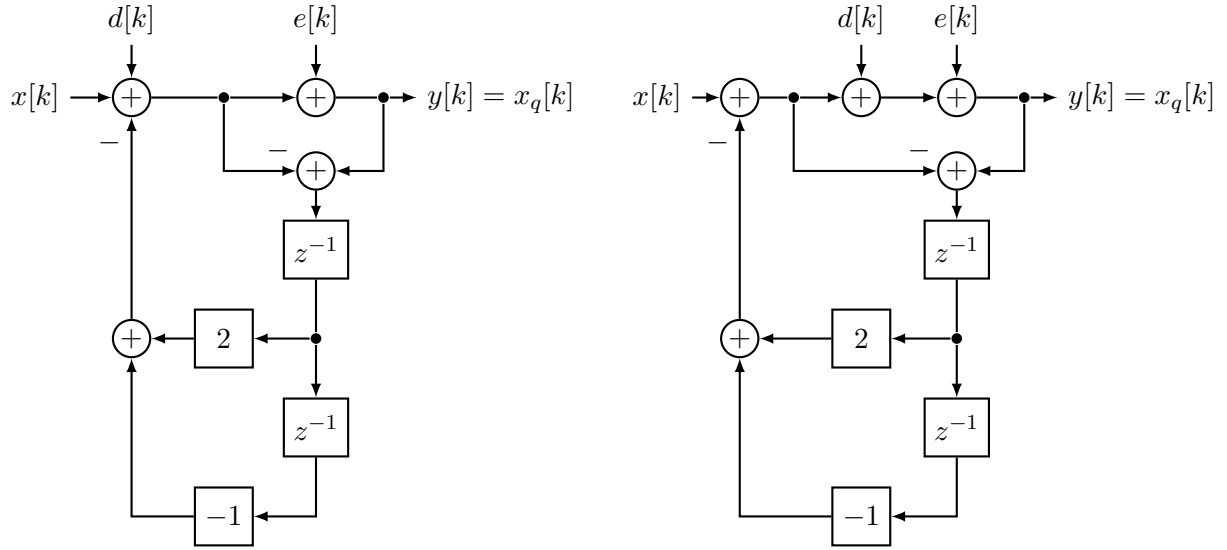 d[k] e[k]
x[k] + + y[k] = x_q[k]
− − +
z^{-1}
+ 2
z^{-1}
−1
d[k] e[k]
x[k] + + + y[k] = x_q[k]
− − +
z^{-1}
+ 2
z^{-1}
−1